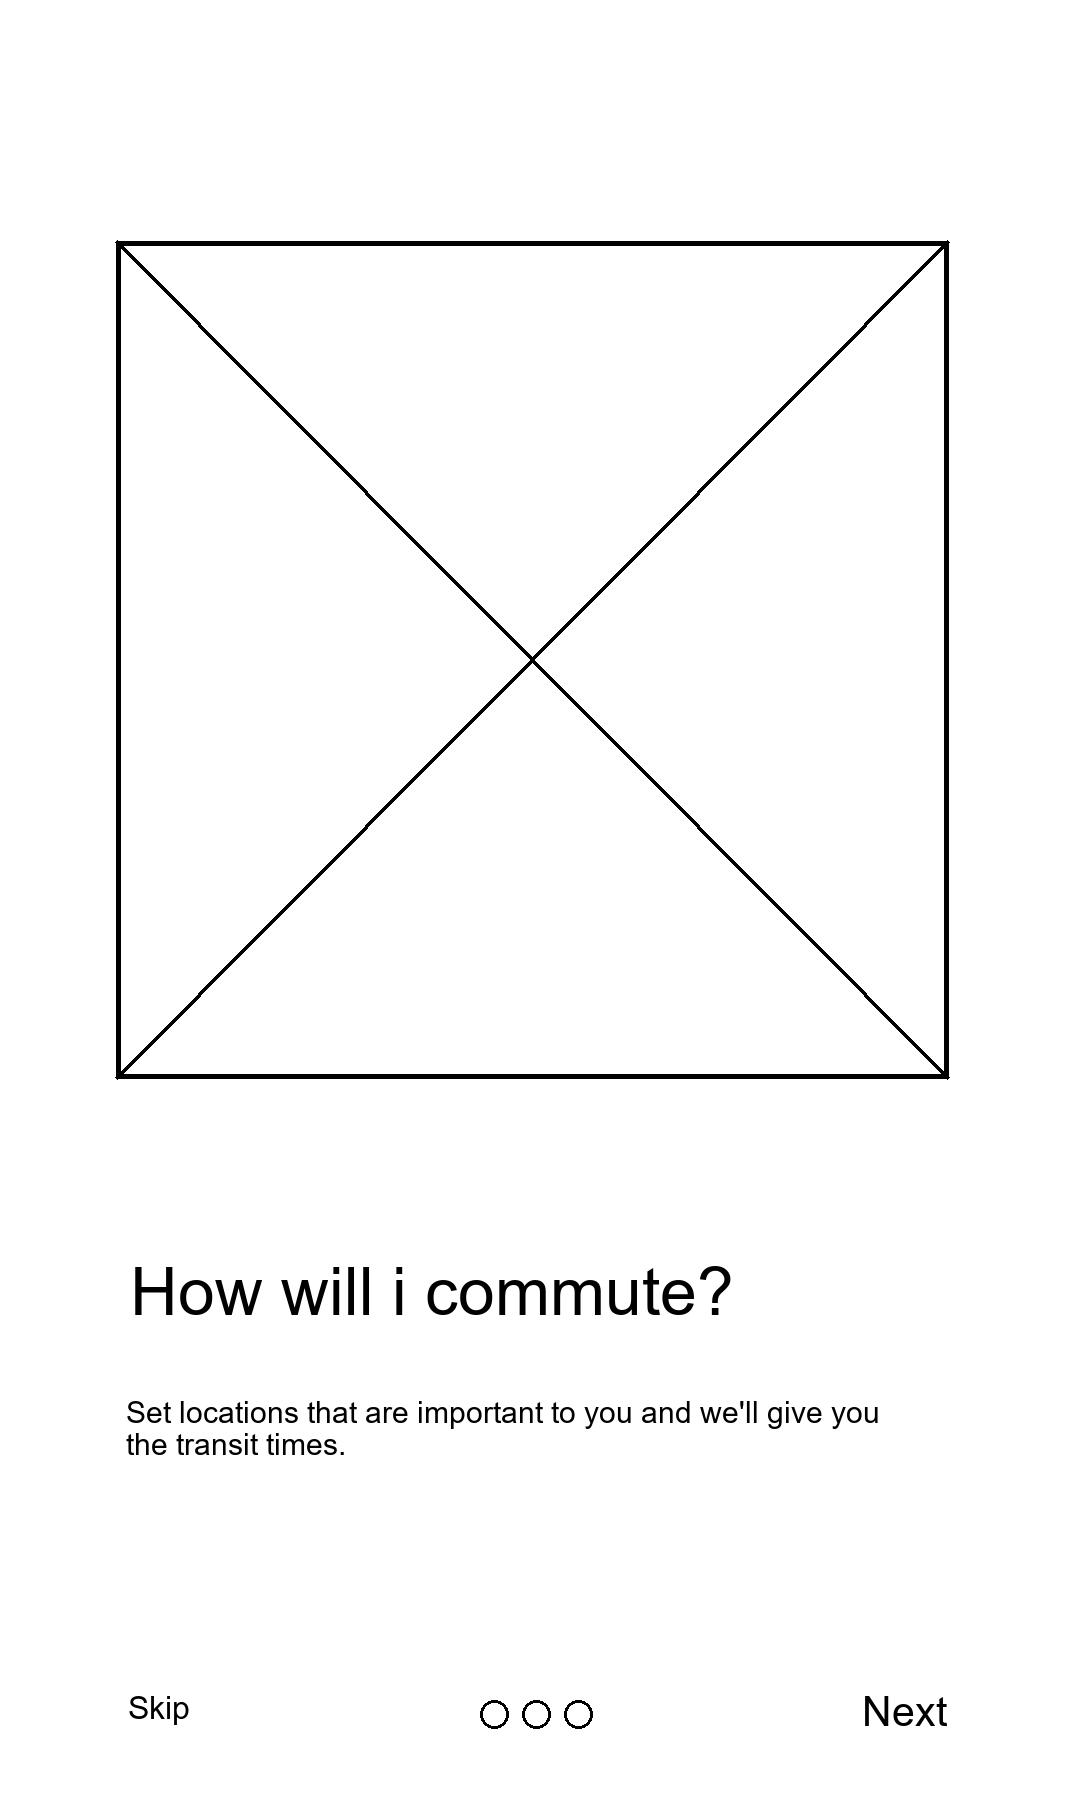 How will i commute?
Set locations that are important to you and we'll give you
the transit times.
Skip
Next